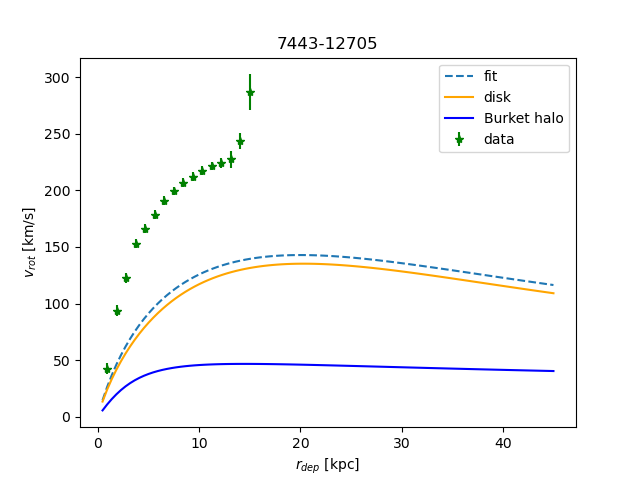 7443-12705
fit
disk
Burket halo
data
300
250
200
150
100
50
0
v_rot [km/s]
0 10 20 30 40
r_dep [kpc]